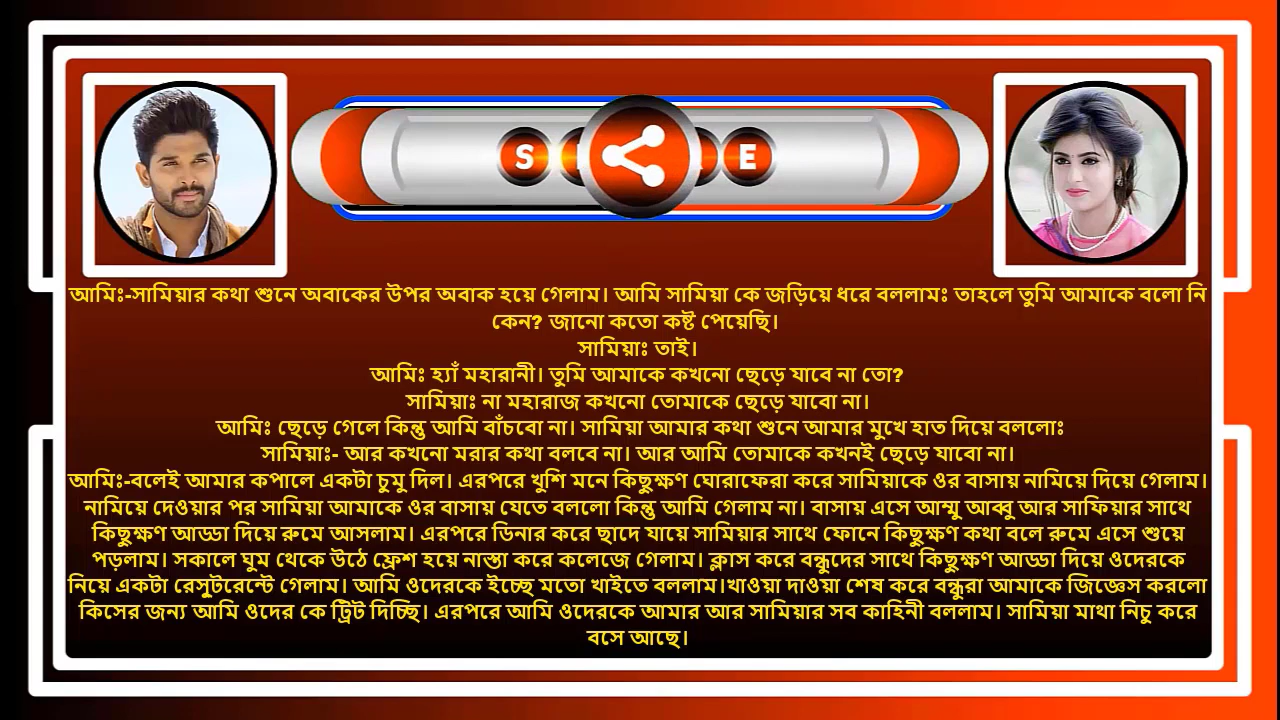 S E
আমিঃ-সামিয়ার কথা শুনে অবাকের উপর অবাক হয়ে গেলাম। আমি সামিয়া কে জড়িয়ে ধরে বললামঃ তাহলে তুমি আমাকে বলো নি
কেন? জানো কতো কষ্ট পেয়েছি।
সামিয়াঃ তাই।
আমিঃ হ্যাঁ মহারানী। তুমি আমাকে কখনো ছেড়ে যাবে না তো?
সামিয়াঃ না মহারাজ কখনো তোমাকে ছেড়ে যাবো না।
আমিঃ ছেড়ে গেলে কিন্তু আমি বাঁচবো না। সামিয়া আমার কথা শুনে আমার মুখে হাত দিয়ে বললোঃ
সামিয়াঃ- আর কখনো মরার কথা বলবে না। আর আমি তোমাকে কখনই ছেড়ে যাবো না।
আমিঃ-বলেই আমার কপালে একটা চুমু দিল। এরপরে খুশি মনে কিছুক্ষণ ঘোরাফেরা করে সামিয়াকে ওর বাসায় নামিয়ে দিয়ে গেলাম।
নামিয়ে দেওয়ার পর সামিয়া আমাকে ওর বাসায় যেতে বললো কিন্তু আমি গেলাম না। বাসায় এসে আম্মু আব্বু আর সাফিয়ার সাথে
কিছুক্ষণ আড্ডা দিয়ে রুমে আসলাম। এরপরে ডিনার করে ছাদে যায়ে সামিয়ার সাথে ফোনে কিছুক্ষণ কথা বলে রুমে এসে শুয়ে
পড়লাম। সকালে ঘুম থেকে উঠে ফ্রেশ হয়ে নাস্তা করে কলেজে গেলাম। ক্লাস করে বন্ধুদের সাথে কিছুক্ষণ আড্ডা দিয়ে ওদেরকে
নিয়ে একটা রেসুটরেন্টে গেলাম। আমি ওদেরকে ইচ্ছে মতো খাইতে বললাম।খাওয়া দাওয়া শেষ করে বন্ধুরা আমাকে জিজ্ঞেস করলো
কিসের জন্য আমি ওদের কে ট্রিট দিচ্ছি। এরপরে আমি ওদেরকে আমার আর সামিয়ার সব কাহিনী বললাম। সামিয়া মাথা নিচু করে
বসে আছে।